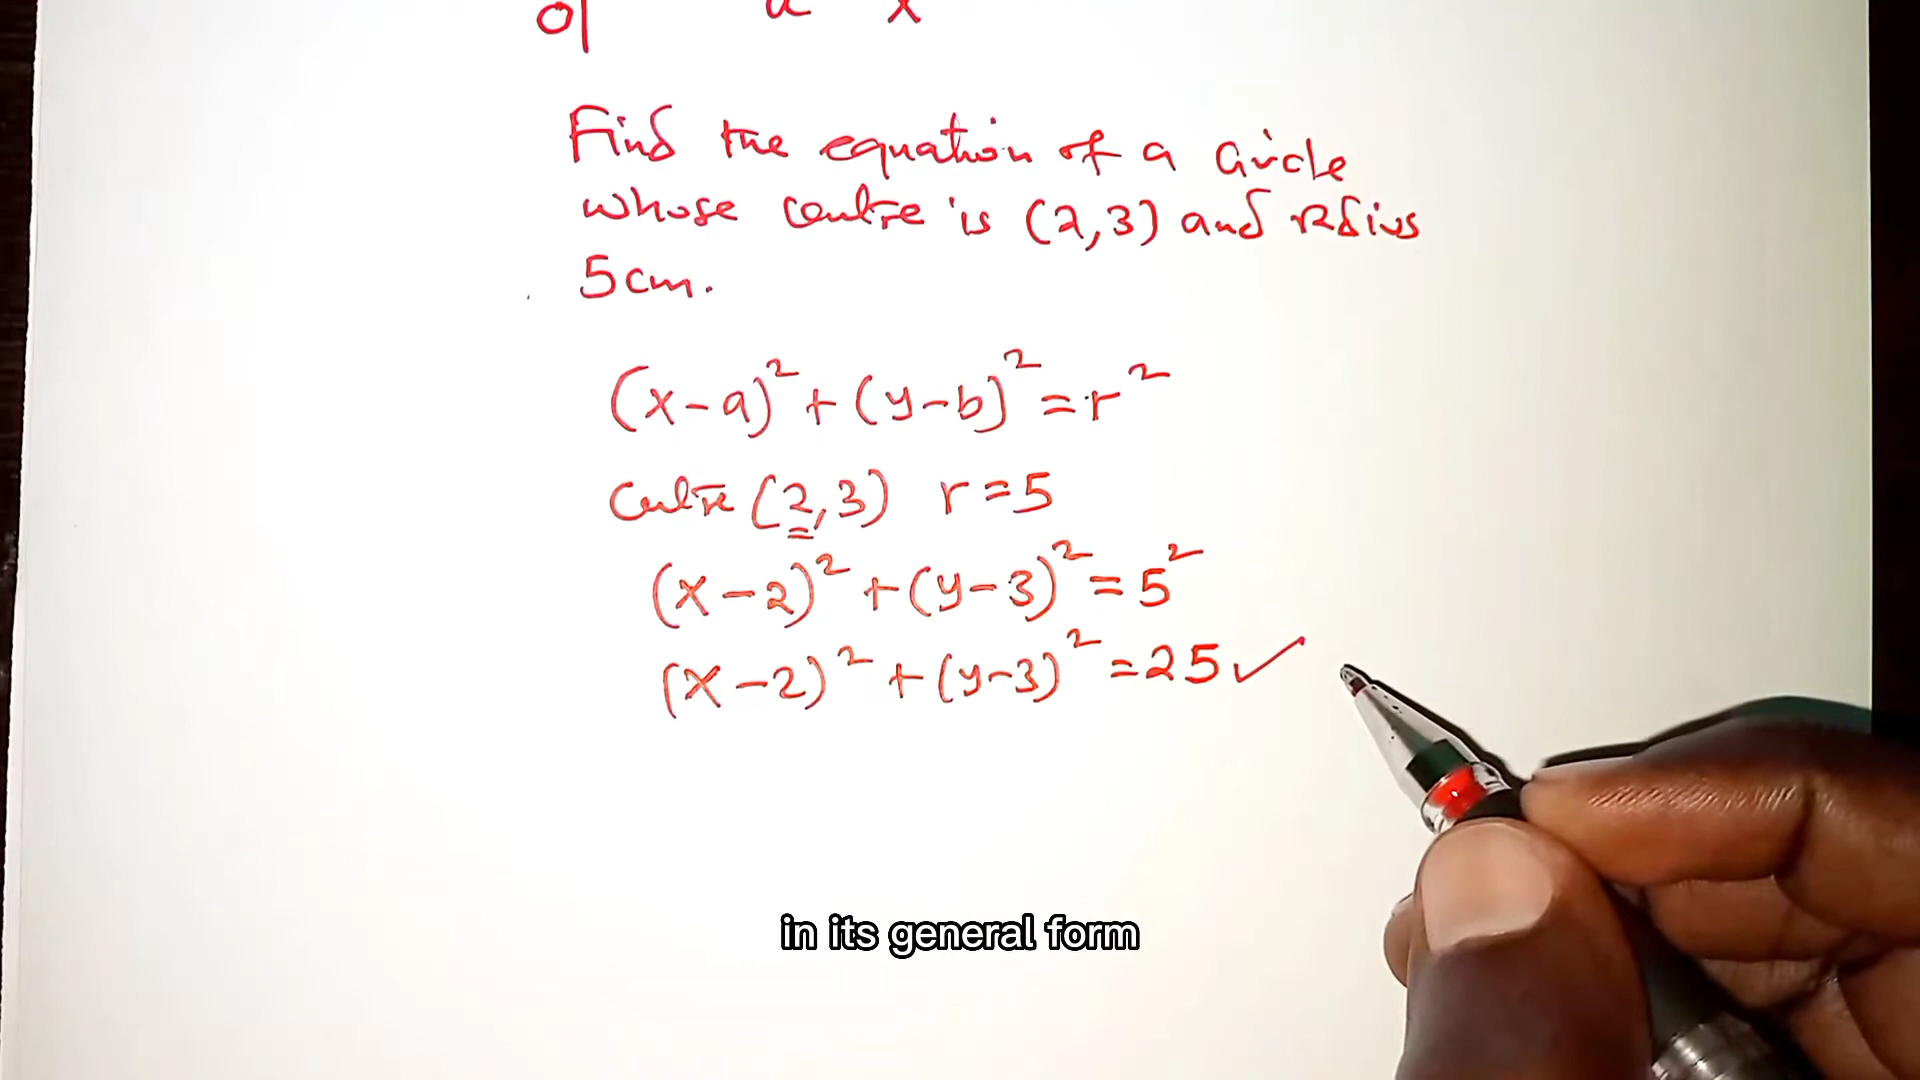 0| a x
Find the equation of a circle
whose centre is (2,3) and radius
5cm.
(x-a)²+(y-b)²=r²
Centre (2,3) r=5
(x-2)²+(y-3)²=5²
(x-2)²+(y-3)²=25✓
in its general form